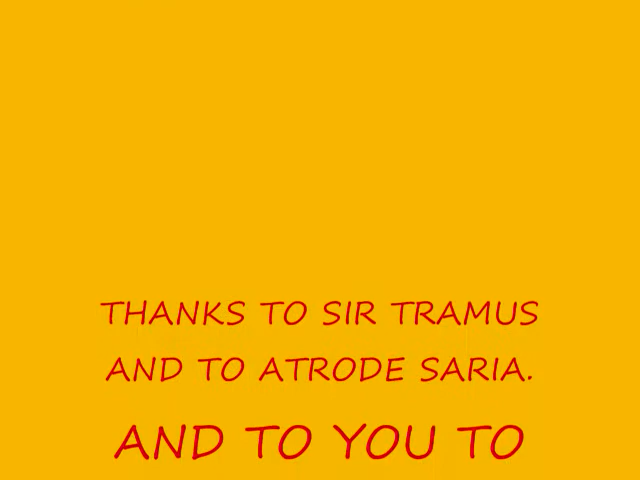 THANKS TO SIR TRAMUS
AND TO ATRODE SARIA.
AND TO YOU TO